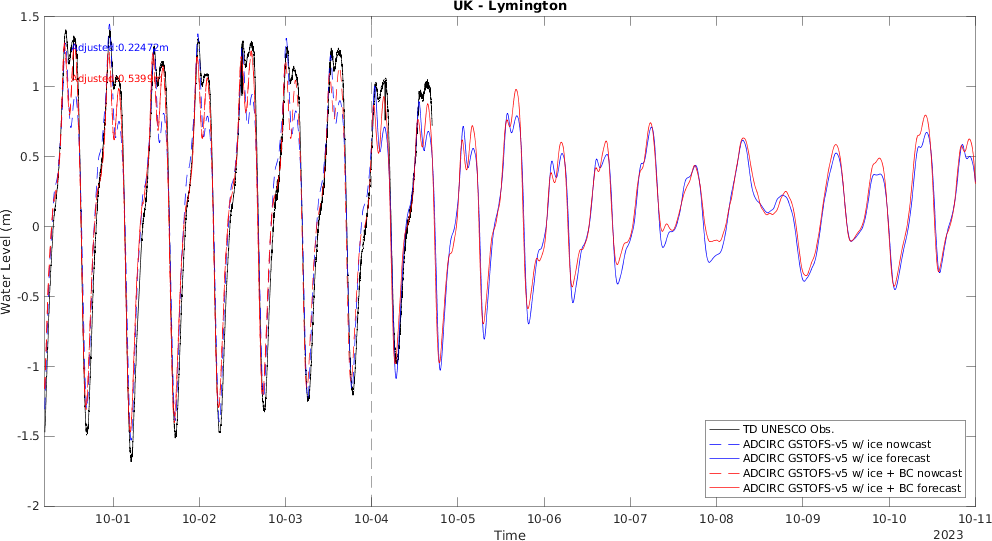 UK - Lymington
1.5
1
0.5
0
-0.5
-1
-1.5
-2
Water Level (m)
Adjusted:0.22472m
TD UNESCO Obs.
ADCIRC GSTOFS-v5 w/ ice nowcast
ADCIRC GSTOFS-v5 w/ ice forecast
ADCIRC GSTOFS-v5 w/ ice + BC nowcast
ADCIRC GSTOFS-v5 w/ ice + BC forecast
10-01 10-02 10-03 10-04 10-05 10-06 10-07 10-08 10-09 10-10 10-11
Time
2023